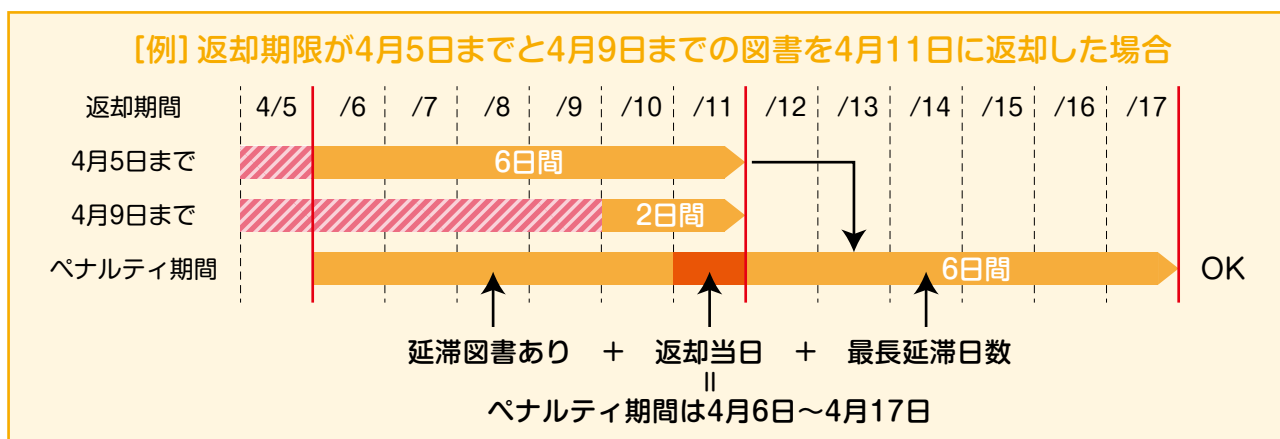 [例] 返却期限が4月5日までと4月9日までの図書を4月11日に返却した場合
返却期間 4/5 /6 /7 /8 /9 /10 /11 /12 /13 /14 /15 /16 /17
4月5日まで 6日間
4月9日まで 2日間
ペナルティ期間 6日間 OK
延滞図書あり + 返却当日 + 最長延滞日数
=
ペナルティ期間は4月6日〜4月17日